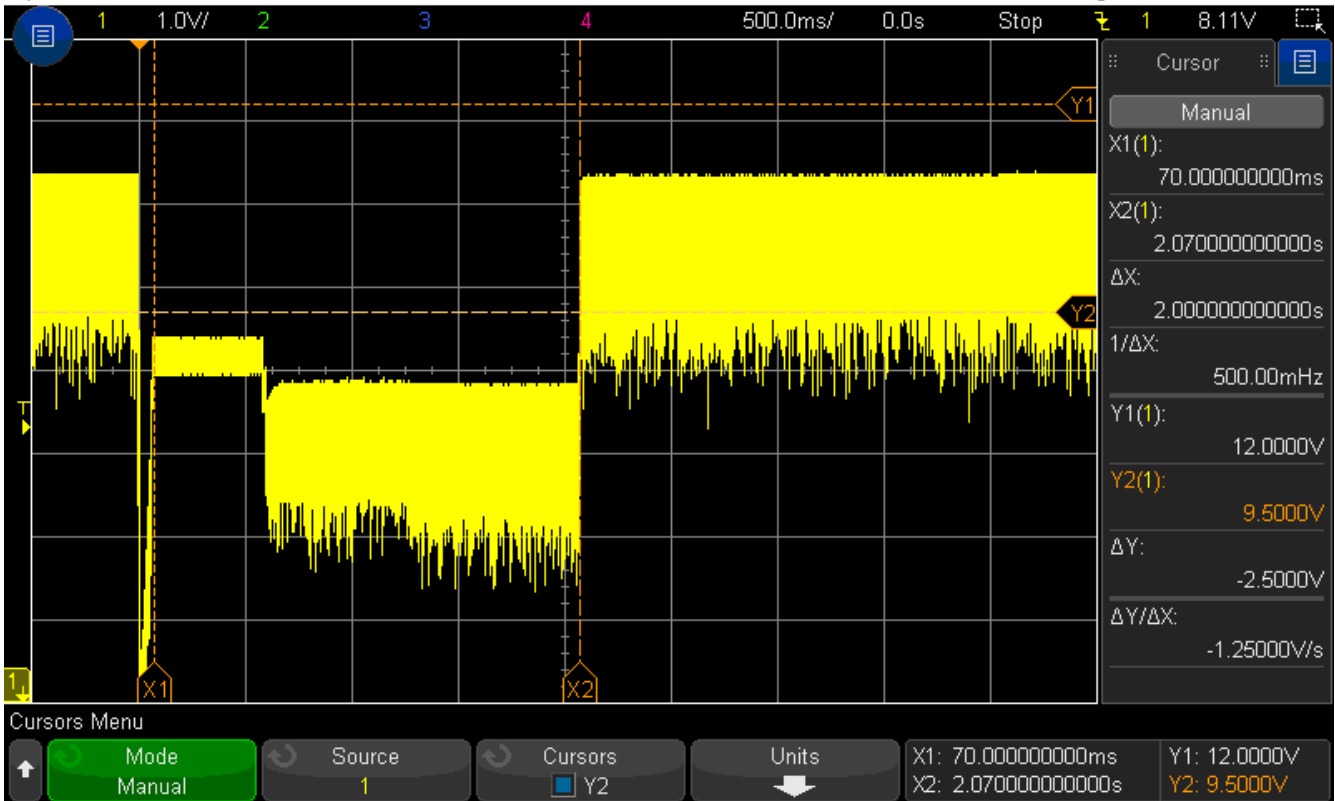 1 1.0V/ 2 3 4 500.0ms/ 0.0s Stop 1 8.11V
Cursor
Manual
X1(1):
70.000000000ms
X2(1):
2.070000000000s
ΔX:
2.000000000000s
1/ΔX:
500.00mHz
Y1(1):
12.0000V
Y2(1):
9.5000V
ΔY:
-2.5000V
ΔY/ΔX:
-1.25000V/s
Y1
Y2
T
1
X1
X2
Cursors Menu
Mode
Manual
Source
1
Cursors
Y2
Units
X1: 70.000000000ms
X2: 2.070000000000s
Y1: 12.0000V
Y2: 9.5000V